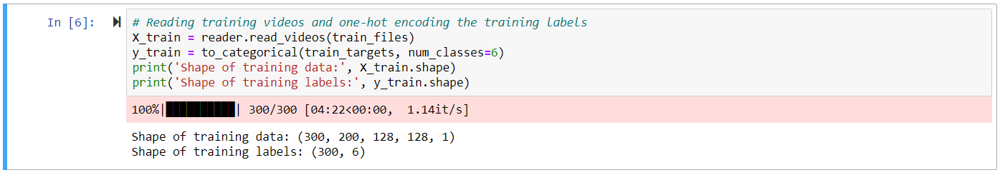 In [6]:
# Reading training videos and one-hot encoding the training labels
X_train = reader.read_videos(train_files)
y_train = to_categorical(train_targets, num_classes=6)
print('Shape of training data:', X_train.shape)
print('Shape of training labels:', y_train.shape)
100%|██████████| 300/300 [04:22<00:00,  1.14it/s]
Shape of training data: (300, 200, 128, 128, 1)
Shape of training labels: (300, 6)